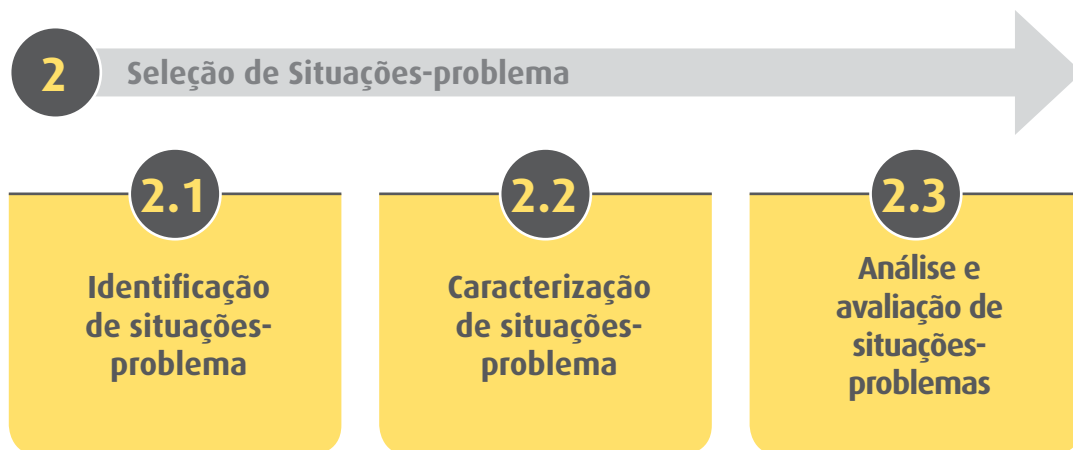 2
Seleção de Situações-problema
2.1
Identificação
de situações-
problema
2.2
Caracterização
de situações-
problema
2.3
Análise e
avaliação de
situações-
problemas